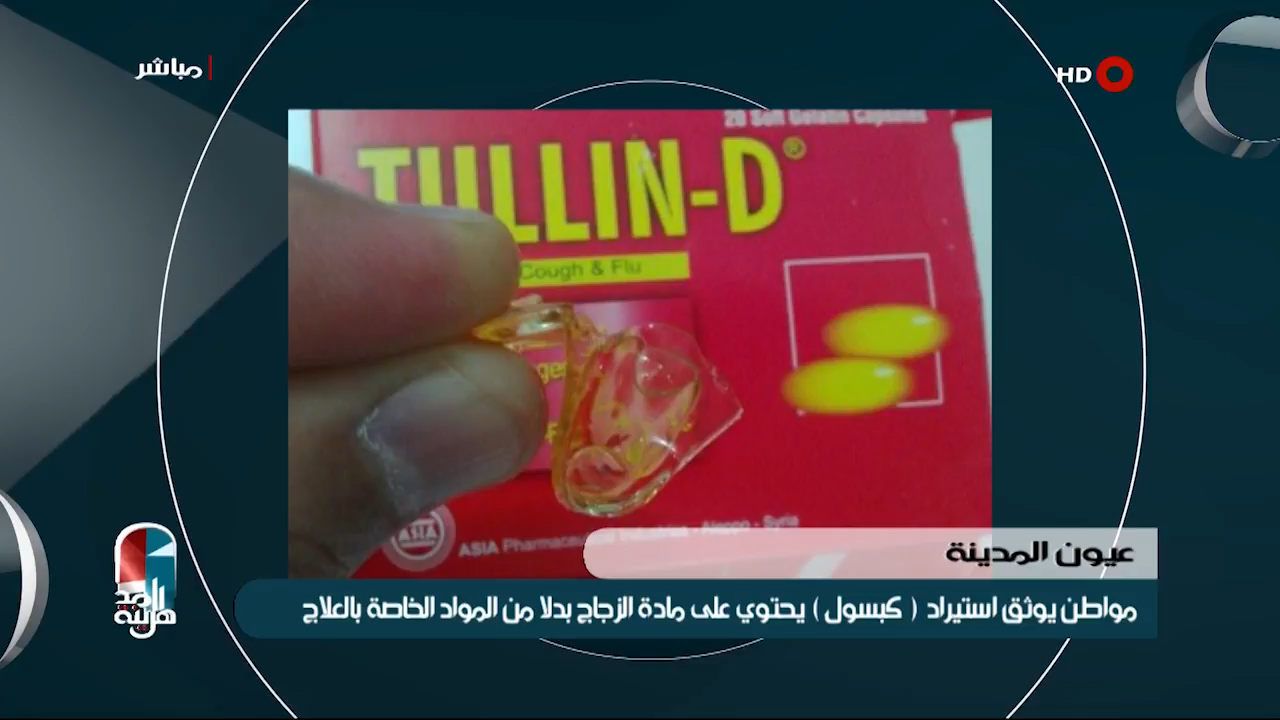 مباشر
HD
20 Soft Gelatin Capsules
TULLIN-D®
Cough & Flu
ASIA
ASIA Pharmaceutical Industries - Aleppo - Syria
عيون المدينة
مواطن يوثق استيراد ( كبسول ) يحتوي على مادة الزجاج بدلا من المواد الخاصة بالعلاج
المدينة